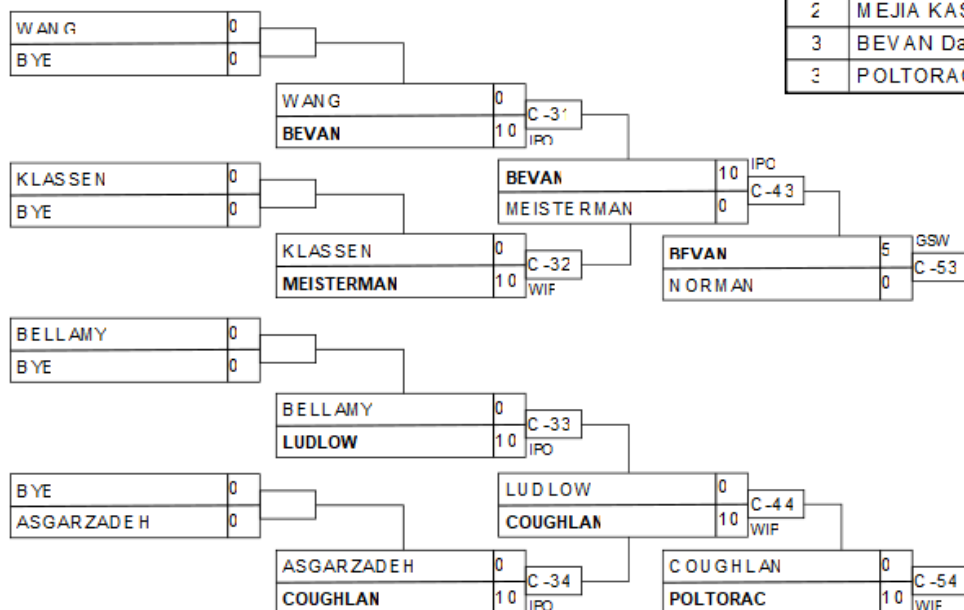 2 MEJIA KAS
3 BEVAN Da
3 POLTORAC
WANG 0
BYE 0
WANG 0
BEVAN 10
C-31
IPO
KLASSEN 0
BYE 0
BEVAN 10
MEISTERMAN 0
IPO
C-43
KLASSEN 0
MEISTERMAN 10
C-32
WIF
BEVAN 5
NORMAN 0
GSW
C-53
BELLAMY 0
BYE 0
BELLAMY 0
LUDLOW 10
C-33
IPO
BYE 0
ASGARZADEH 0
LUDLOW 0
COUGHLAN 10
C-44
WIF
ASGARZADEH 0
COUGHLAN 10
C-34
IPO
COUGHLAN 0
POLTORAC 10
C-54
WIF